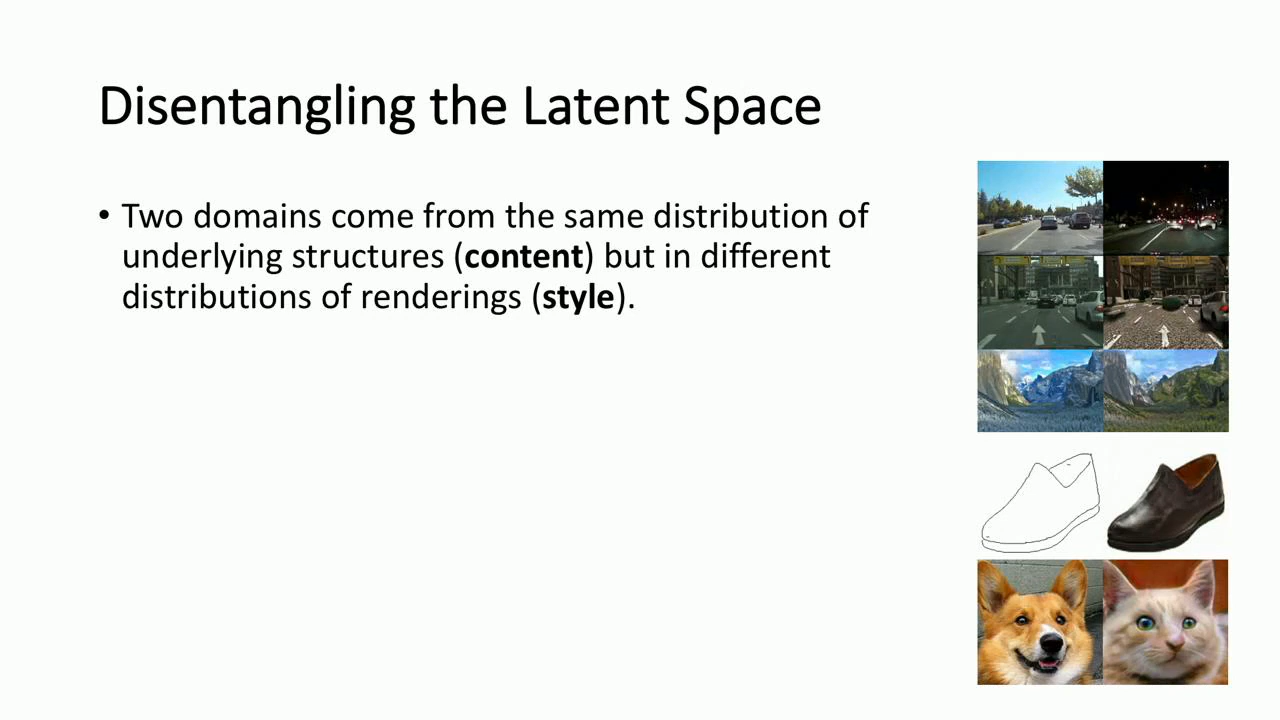 Disentangling the Latent Space
• Two domains come from the same distribution of
underlying structures (content) but in different
distributions of renderings (style).